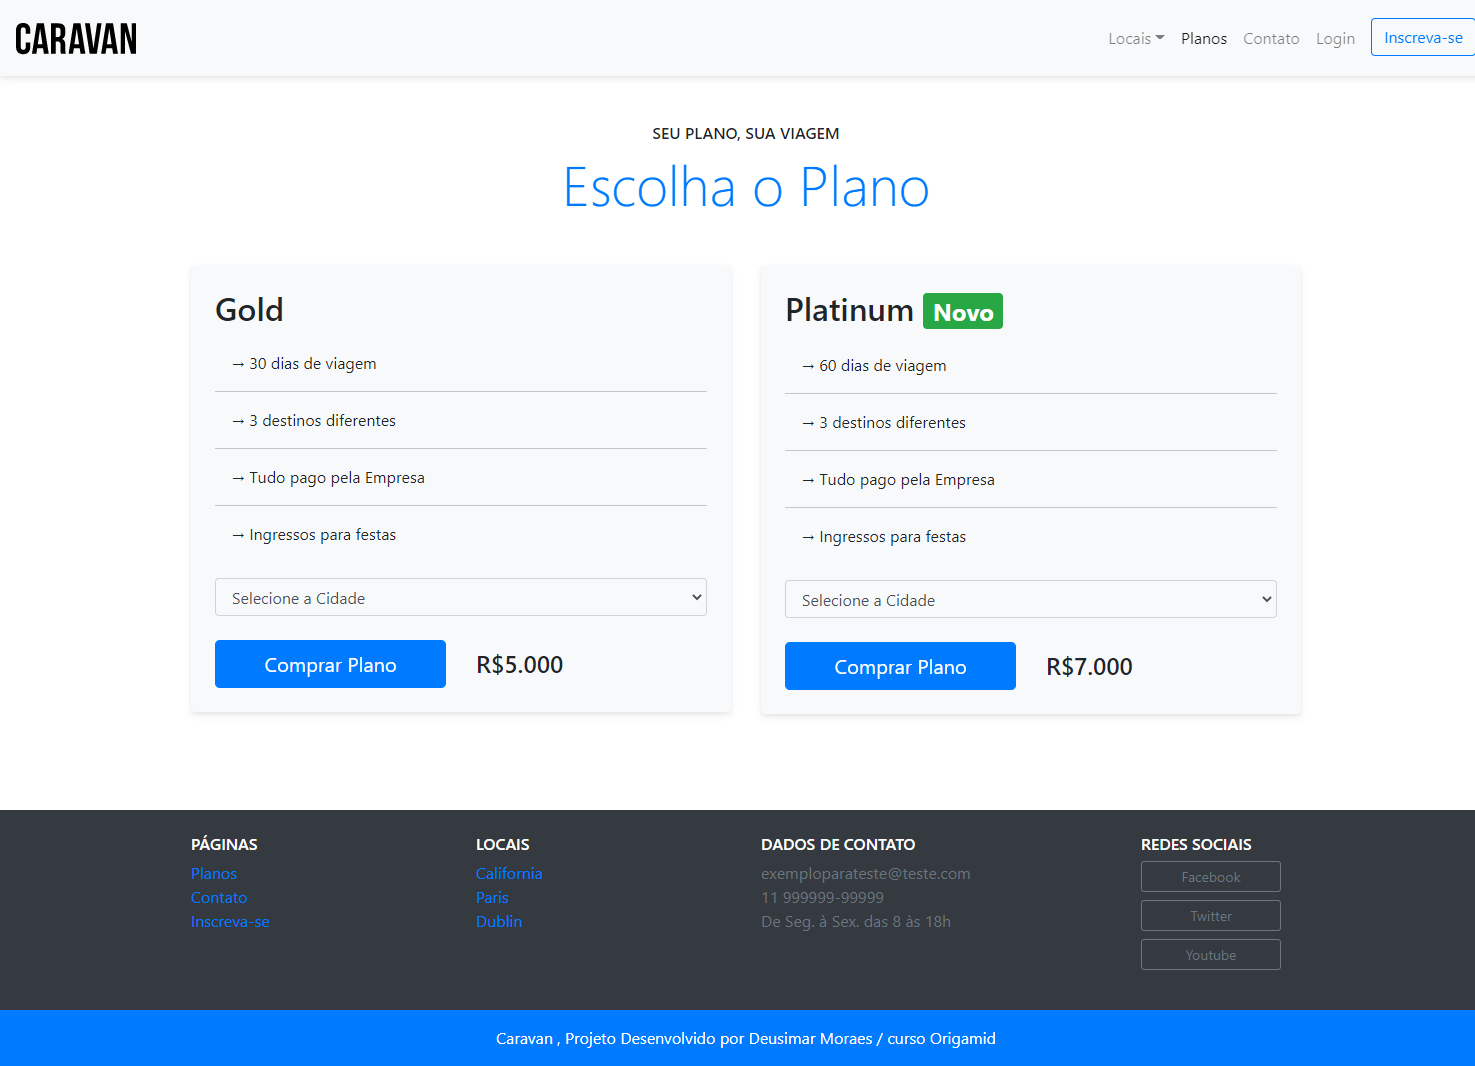 CARAVAN
Locais
Planos
Contato
Login
Inscreva-se
SEU PLANO, SUA VIAGEM
Escolha o Plano
Gold
→ 30 dias de viagem
→ 3 destinos diferentes
→ Tudo pago pela Empresa
→ Ingressos para festas
Selecione a Cidade
Comprar Plano
R$5.000
Platinum Novo
→ 60 dias de viagem
→ 3 destinos diferentes
→ Tudo pago pela Empresa
→ Ingressos para festas
Selecione a Cidade
Comprar Plano
R$7.000
PÁGINAS
Planos
Contato
Inscreva-se
LOCAIS
California
Paris
Dublin
DADOS DE CONTATO
exemploparateste@teste.com
11 999999-99999
De Seg. à Sex. das 8 às 18h
REDES SOCIAIS
Facebook
Twitter
Youtube
Caravan , Projeto Desenvolvido por Deusimar Moraes / curso Origamid